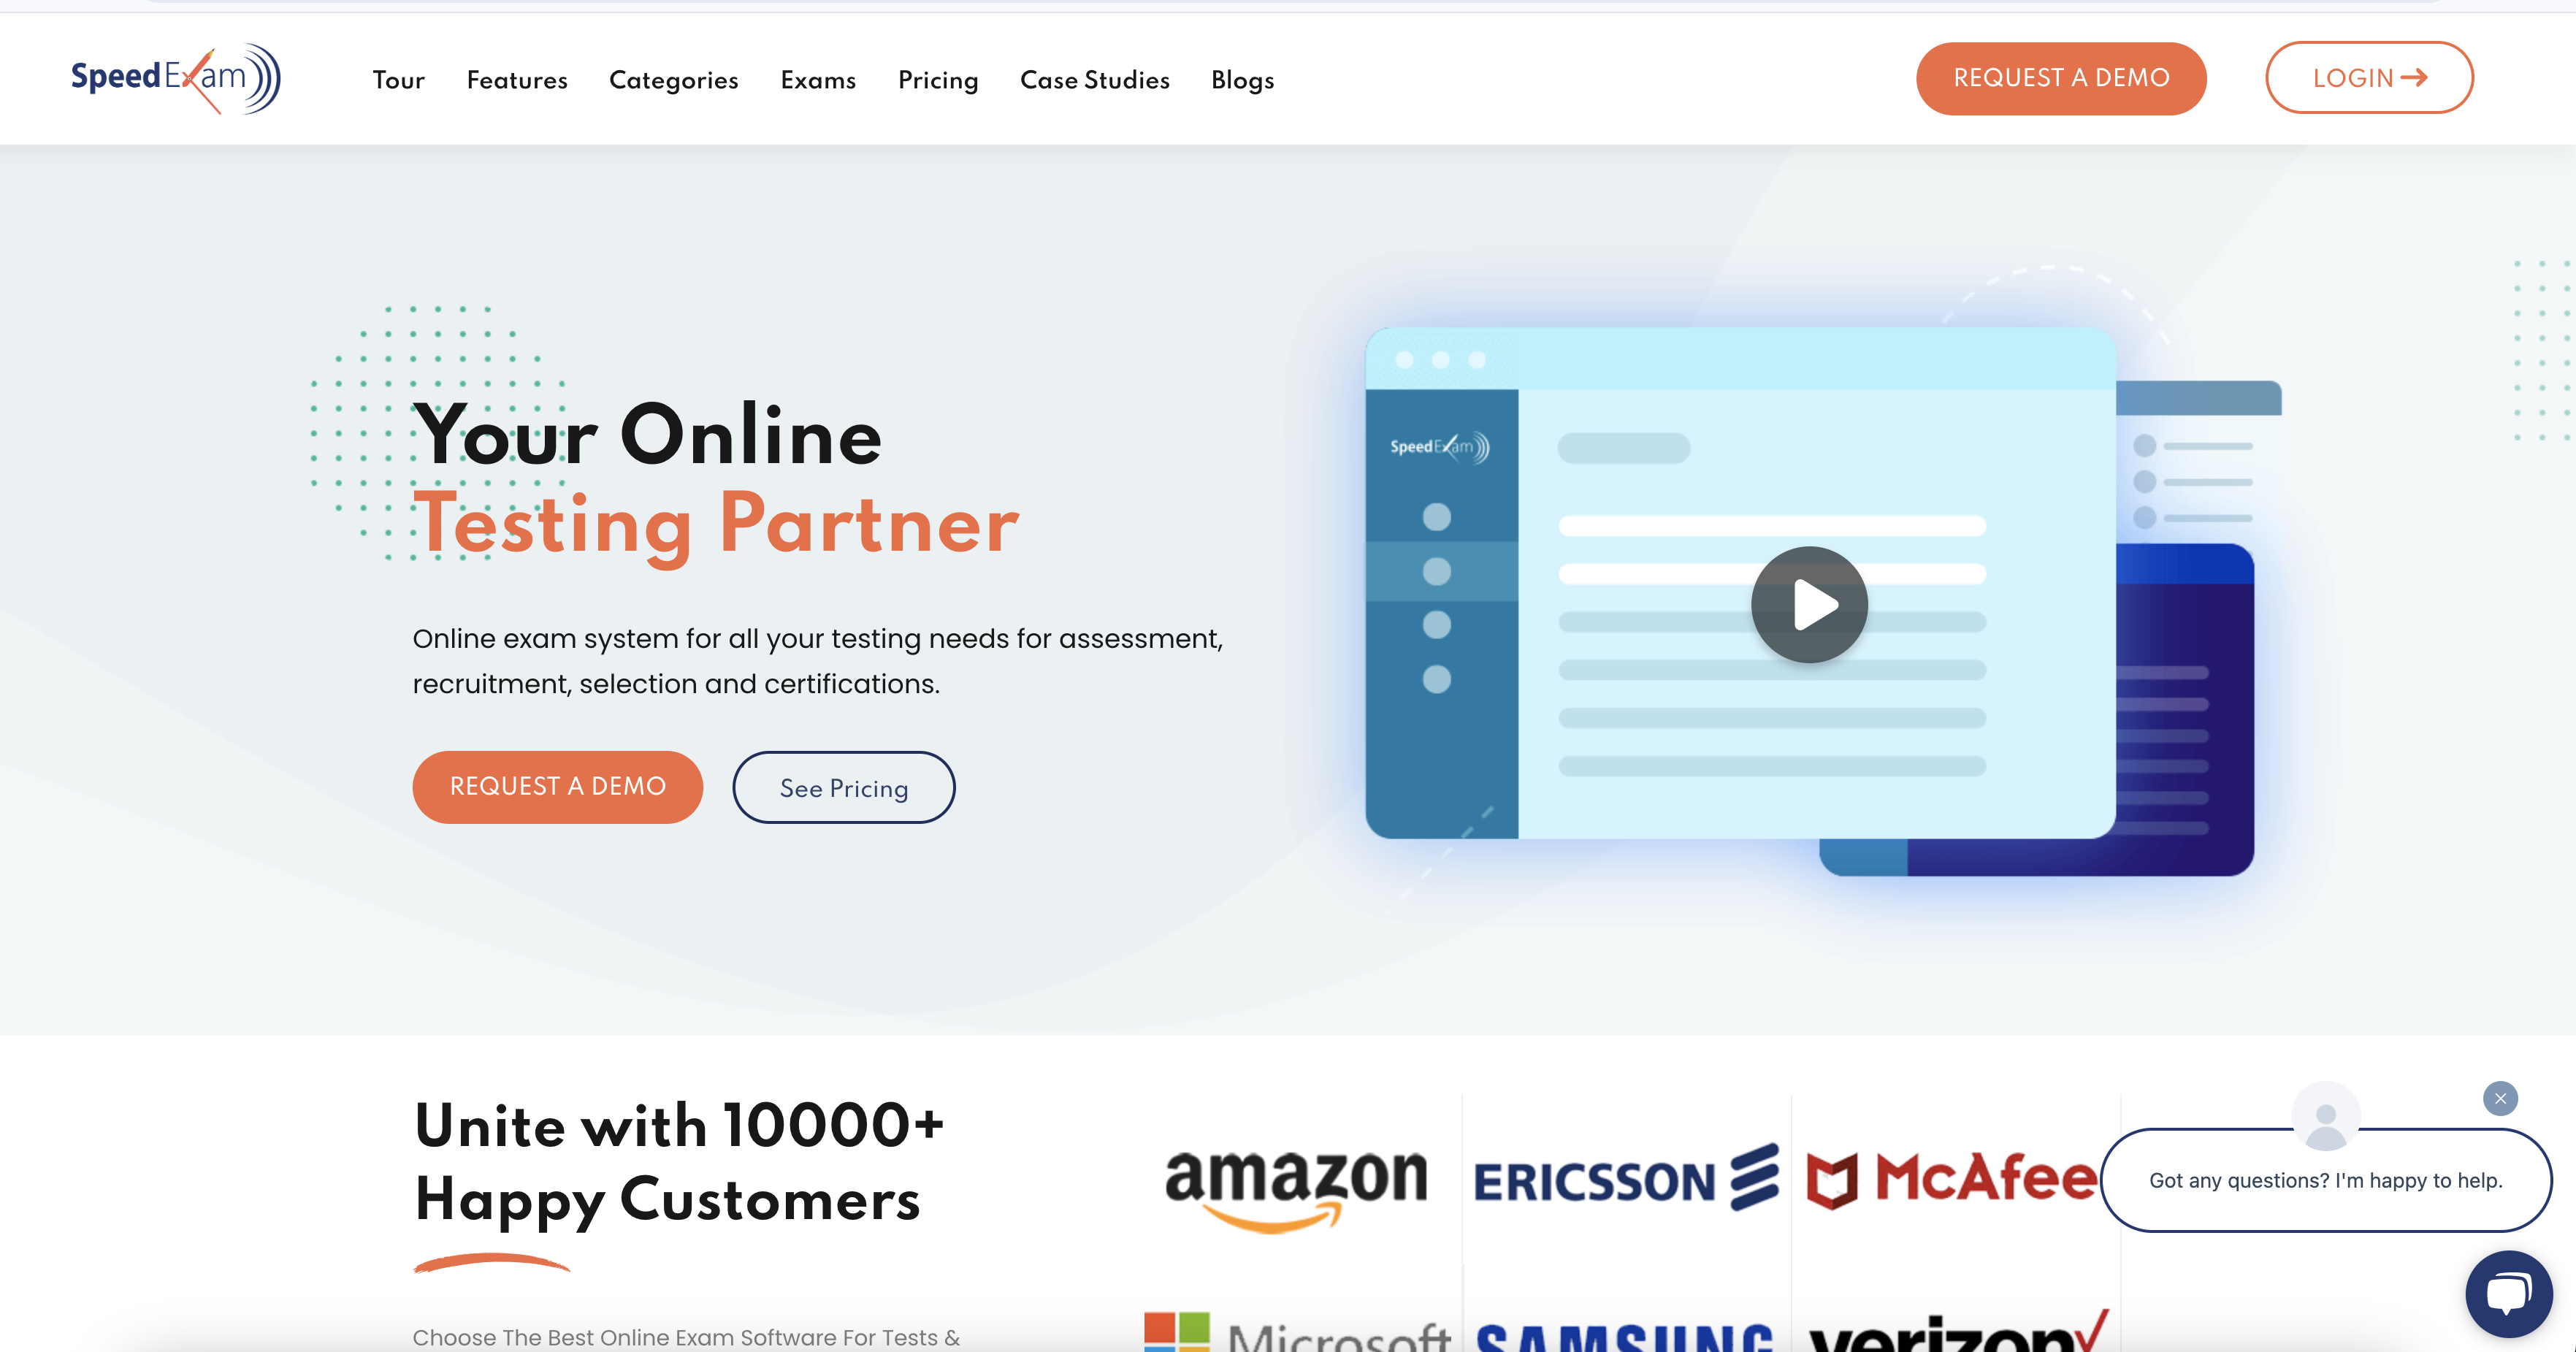 SpeedExam
Tour Features Categories Exams Pricing Case Studies Blogs
REQUEST A DEMO
LOGIN
Your Online
Testing Partner
Online exam system for all your testing needs for assessment,
recruitment, selection and certifications.
REQUEST A DEMO
See Pricing
SpeedExam
Unite with 10000+
Happy Customers
Choose The Best Online Exam Software For Tests &
amazon
ERICSSON
McAfee
Microsoft
SAMSUNG
verizon
Got any questions? I'm happy to help.